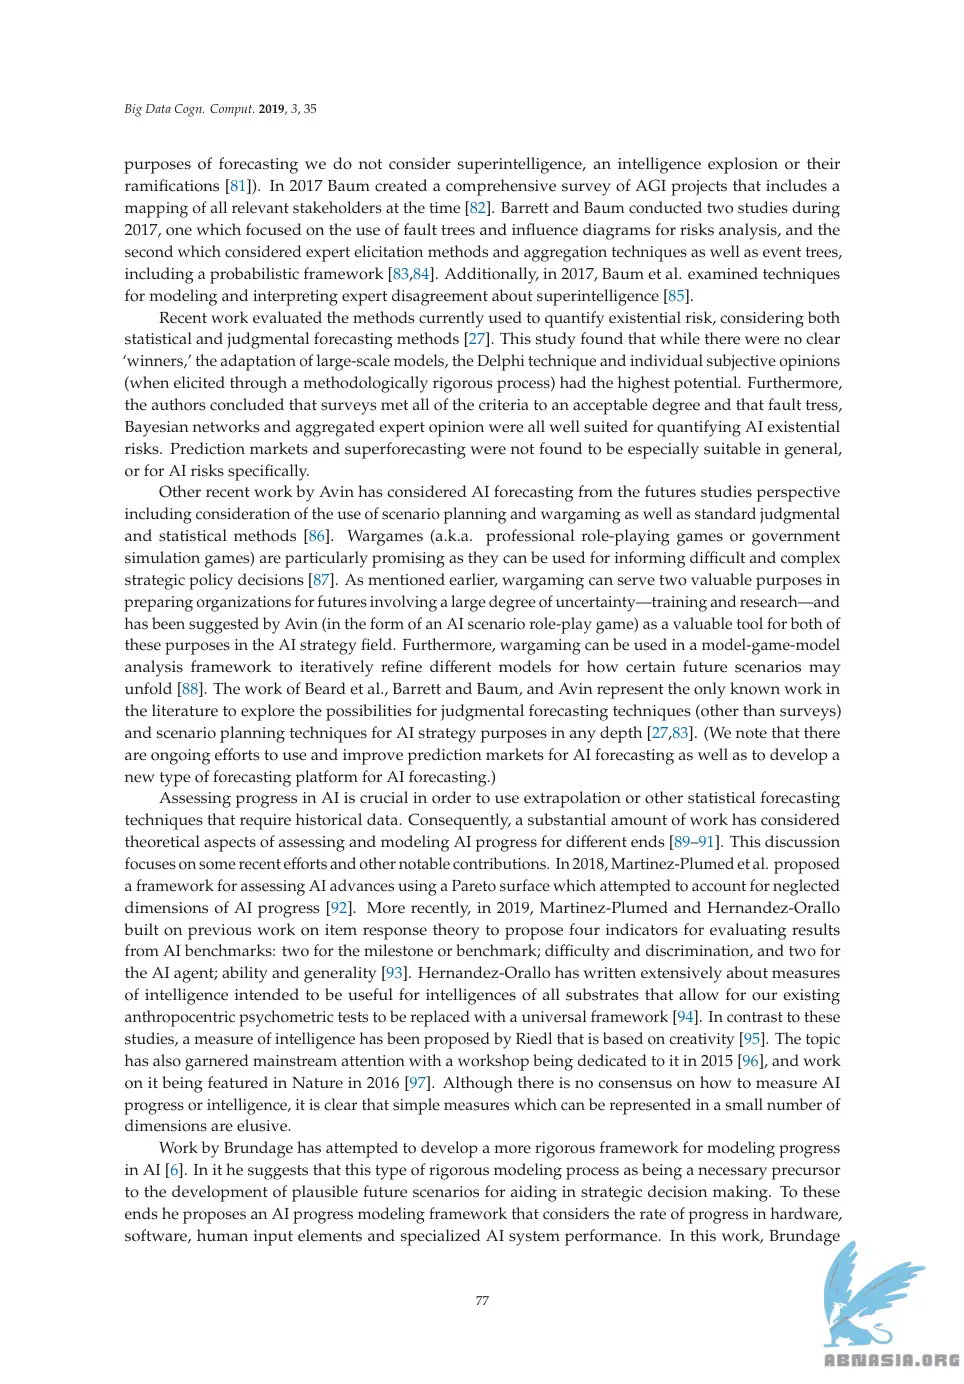 Big Data Cogn. Comput. 2019, 3, 35
purposes of forecasting we do not consider superintelligence, an intelligence explosion or their
ramifications [81]). In 2017 Baum created a comprehensive survey of AGI projects that includes a
mapping of all relevant stakeholders at the time [82]. Barrett and Baum conducted two studies during
2017, one which focused on the use of fault trees and influence diagrams for risks analysis, and the
second which considered expert elicitation methods and aggregation techniques as well as event trees,
including a probabilistic framework [83,84]. Additionally, in 2017, Baum et al. examined techniques
for modeling and interpreting expert disagreement about superintelligence [85].
Recent work evaluated the methods currently used to quantify existential risk, considering both
statistical and judgmental forecasting methods [27]. This study found that while there were no clear
‘winners,’ the adaptation of large-scale models, the Delphi technique and individual subjective opinions
(when elicited through a methodologically rigorous process) had the highest potential. Furthermore,
the authors concluded that surveys met all of the criteria to an acceptable degree and that fault tress,
Bayesian networks and aggregated expert opinion were all well suited for quantifying AI existential
risks. Prediction markets and superforecasting were not found to be especially suitable in general,
or for AI risks specifically.
Other recent work by Avin has considered AI forecasting from the futures studies perspective
including consideration of the use of scenario planning and wargaming as well as standard judgmental
and statistical methods [86]. Wargames (a.k.a. professional role-playing games or government
simulation games) are particularly promising as they can be used for informing difficult and complex
strategic policy decisions [87]. As mentioned earlier, wargaming can serve two valuable purposes in
preparing organizations for futures involving a large degree of uncertainty—training and research—and
has been suggested by Avin (in the form of an AI scenario role-play game) as a valuable tool for both of
these purposes in the AI strategy field. Furthermore, wargaming can be used in a model-game-model
analysis framework to iteratively refine different models for how certain future scenarios may
unfold [88]. The work of Beard et al., Barrett and Baum, and Avin represent the only known work in
the literature to explore the possibilities for judgmental forecasting techniques (other than surveys)
and scenario planning techniques for AI strategy purposes in any depth [27,83]. (We note that there
are ongoing efforts to use and improve prediction markets for AI forecasting as well as to develop a
new type of forecasting platform for AI forecasting.)
Assessing progress in AI is crucial in order to use extrapolation or other statistical forecasting
techniques that require historical data. Consequently, a substantial amount of work has considered
theoretical aspects of assessing and modeling AI progress for different ends [89–91]. This discussion
focuses on some recent efforts and other notable contributions. In 2018, Martinez-Plumed et al. proposed
a framework for assessing AI advances using a Pareto surface which attempted to account for neglected
dimensions of AI progress [92]. More recently, in 2019, Martinez-Plumed and Hernandez-Orallo
built on previous work on item response theory to propose four indicators for evaluating results
from AI benchmarks: two for the milestone or benchmark; difficulty and discrimination, and two for
the AI agent; ability and generality [93]. Hernandez-Orallo has written extensively about measures
of intelligence intended to be useful for intelligences of all substrates that allow for our existing
anthropocentric psychometric tests to be replaced with a universal framework [94]. In contrast to these
studies, a measure of intelligence has been proposed by Riedl that is based on creativity [95]. The topic
has also garnered mainstream attention with a workshop being dedicated to it in 2015 [96], and work
on it being featured in Nature in 2016 [97]. Although there is no consensus on how to measure AI
progress or intelligence, it is clear that simple measures which can be represented in a small number of
dimensions are elusive.
Work by Brundage has attempted to develop a more rigorous framework for modeling progress
in AI [6]. In it he suggests that this type of rigorous modeling process as being a necessary precursor
to the development of plausible future scenarios for aiding in strategic decision making. To these
ends he proposes an AI progress modeling framework that considers the rate of progress in hardware,
software, human input elements and specialized AI system performance. In this work, Brundage
77
ABNASIA.ORG